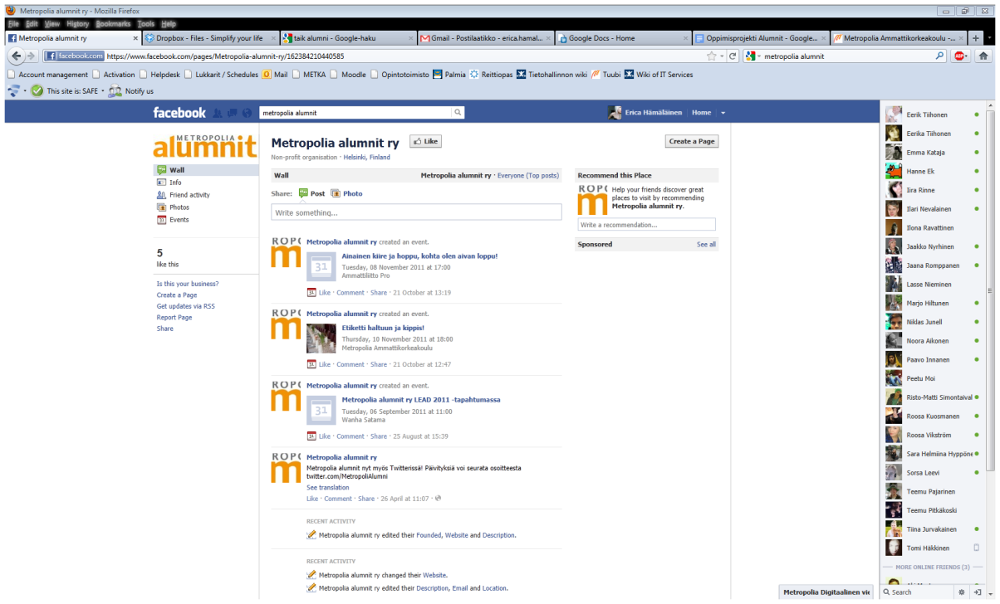 Metropolia alumnit ry - Mozilla Firefox
File Edit View History Bookmarks Tools Help
Metropolia alumnit ry
Dropbox - Files - Simplify your life
taik alumni - Google-haku
Gmail - Postilaatikko - erica.hamal...
Google Docs - Home
Oppimisprojekti Alumnit - Google...
Metropolia Ammattikorkeakoulu -...
facebook.com https://www.facebook.com/pages/Metropolia-alumnit-ry/162384210440585
metropolia alumnit
ABP
Account management Activation Helpdesk Lukkarit / Schedules Mail METKA Moodle Opintotoimisto Palmia Reittiopas Tietohallinnon wiki Tuubi Wiki of IT Services
This site is: SAFE Notify us
facebook
metropolia alumnit
Erica Hämäläinen Home
METROPOLIA
alumnit
Wall
Info
Friend activity
Photos
31 Events
5
like this
Is this your business?
Create a Page
Get updates via RSS
Report Page
Share
Metropolia alumnit ry Like
Non-profit organisation · Helsinki, Finland
Create a Page
Wall Metropolia alumnit ry · Everyone (Top posts)
Share: Post Photo
Write something...
ROPO
m
Metropolia alumnit ry created an event.
31
Ainainen kiire ja hoppu, kohta olen aivan loppu!
Tuesday, 08 November 2011 at 17:00
Ammattiliitto Pro
31 Like · Comment · Share · 21 October at 13:19
ROPO
m
Metropolia alumnit ry created an event.
Etiketti haltuun ja kippis!
Thursday, 10 November 2011 at 18:00
Metropolia Ammattikorkeakoulu
31 Like · Comment · Share · 21 October at 12:47
ROPO
m
Metropolia alumnit ry created an event.
31
Metropolia alumnit ry LEAD 2011 -tapahtumassa
Tuesday, 06 September 2011 at 11:00
Wanha Satama
31 Like · Comment · Share · 25 August at 15:39
ROPO
m
Metropolia alumnit ry
Metropolia alumnit nyt myös Twitterissä! Päivityksiä voi seurata osoitteesta
twitter.com/MetropoliAlumni
See translation
Like · Comment · Share · 26 April at 11:07 ·
RECENT ACTIVITY
Metropolia alumnit ry edited their Founded, Website and Description.
RECENT ACTIVITY
Metropolia alumnit ry changed their Website.
Metropolia alumnit ry edited their Description, Email and Location.
Recommend this Place
ROPO
m
Help your friends discover great
places to visit by recommending
Metropolia alumnit ry.
Write a recommendation...
Sponsored See all
Eerik Tiihonen
Eerika Tiihonen
Emma Kataja
Hanne Ek
Iira Rinne
Ilari Nevalainen
Ilona Ravattinen
Jaakko Nyrhinen
Jaana Romppanen
Lasse Nieminen
Marjo Hiltunen
Niklas Junell
Noora Aikonen
Paavo Innanen
Peetu Moi
Risto-Matti Simontaival
Roosa Kuosmanen
Roosa Vikström
Sara Helmiina Hyppöne
Sorsa Leevi
Teemu Pajarinen
Teemu Pitkäkoski
Tiina Jurvakainen
Tomi Häkkinen
MORE ONLINE FRIENDS (3)
Search
Metropolia Digitaalinen vie